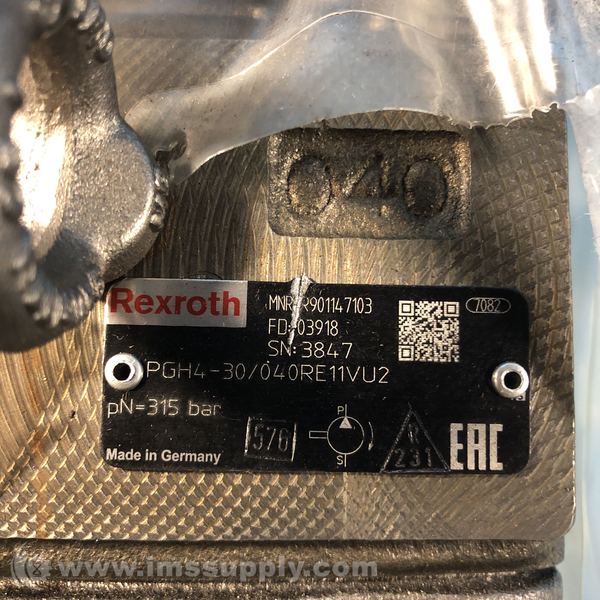 040
Rexroth
MNR: R901147103
7082
FD: 03918
SN: 3847
PGH4-30/040RE11VU2
pN=315 bar
576
P
S
231
EAC
Made in Germany
www.imssupply.com